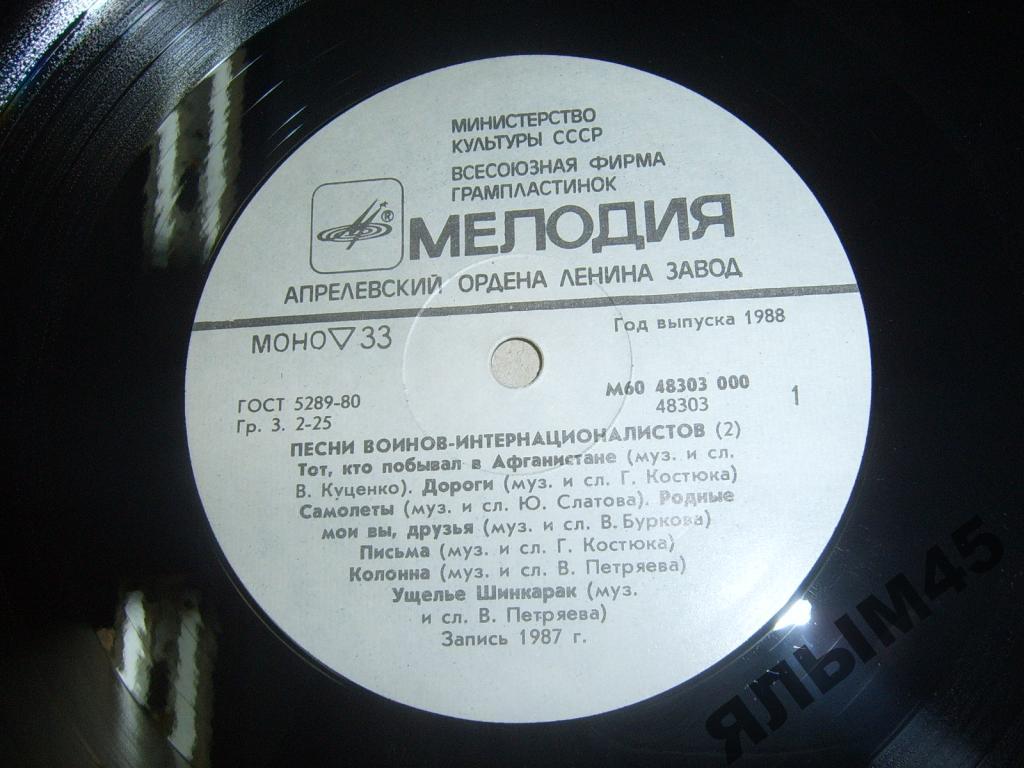 МИНИСТЕРСТВО
КУЛЬТУРЫ СССР
ВСЕСОЮЗНАЯ ФИРМА
ГРАМПЛАСТИНОК
®
МЕЛОДИЯ
АПРЕЛЕВСКИЙ ОРДЕНА ЛЕНИНА ЗАВОД
МОНО ▽ 33
Год выпуска 1988
ГОСТ 5289-80
Гр. 3. 2-25
М60 48303 000
48303
1
ПЕСНИ ВОИНОВ-ИНТЕРНАЦИОНАЛИСТОВ (2)
Тот, кто побывал в Афганистане (муз. и сл.
В. Куценко). Дороги (муз. и сл. Г. Костюка)
Самолеты (муз. и сл. Ю. Слатова). Родные
мои вы, друзья (муз. и сл. В. Буркова)
Письма (муз. и сл. Г. Костюка)
Колонна (муз. и сл. В. Петряева)
Ущелье Шинкарак (муз.
и сл. В. Петряева)
Запись 1987 г.
ЯЛЫМ45